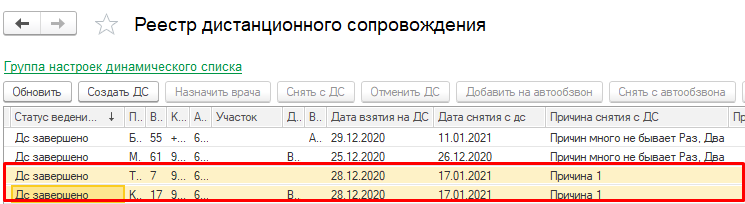 Реестр дистанционного сопровождения
Группа настроек динамического списка
Обновить Создать ДС Назначить врача Снять с ДС Отменить ДС Добавить на автообзвон Снять с автообзвона
Статус ведени... ↓ П.. В.. К.. А.. Участок Д.. В.. Дата взятия на ДС Дата снятия с дс Причина снятия с ДС Пр
Дс завершено Б.. 55 +... 6... А.. 29.12.2020 11.01.2021 Причин много не бывает Раз, Два
Дс завершено М.. 61 9... 6... В... 25.12.2020 26.12.2020 Причин много не бывает Раз, Два
Дс завершено Т... 7 9... 6... 28.12.2020 17.01.2021 Причина 1
Дс завершено К... 17 9... 6... В... 28.12.2020 17.01.2021 Причина 1